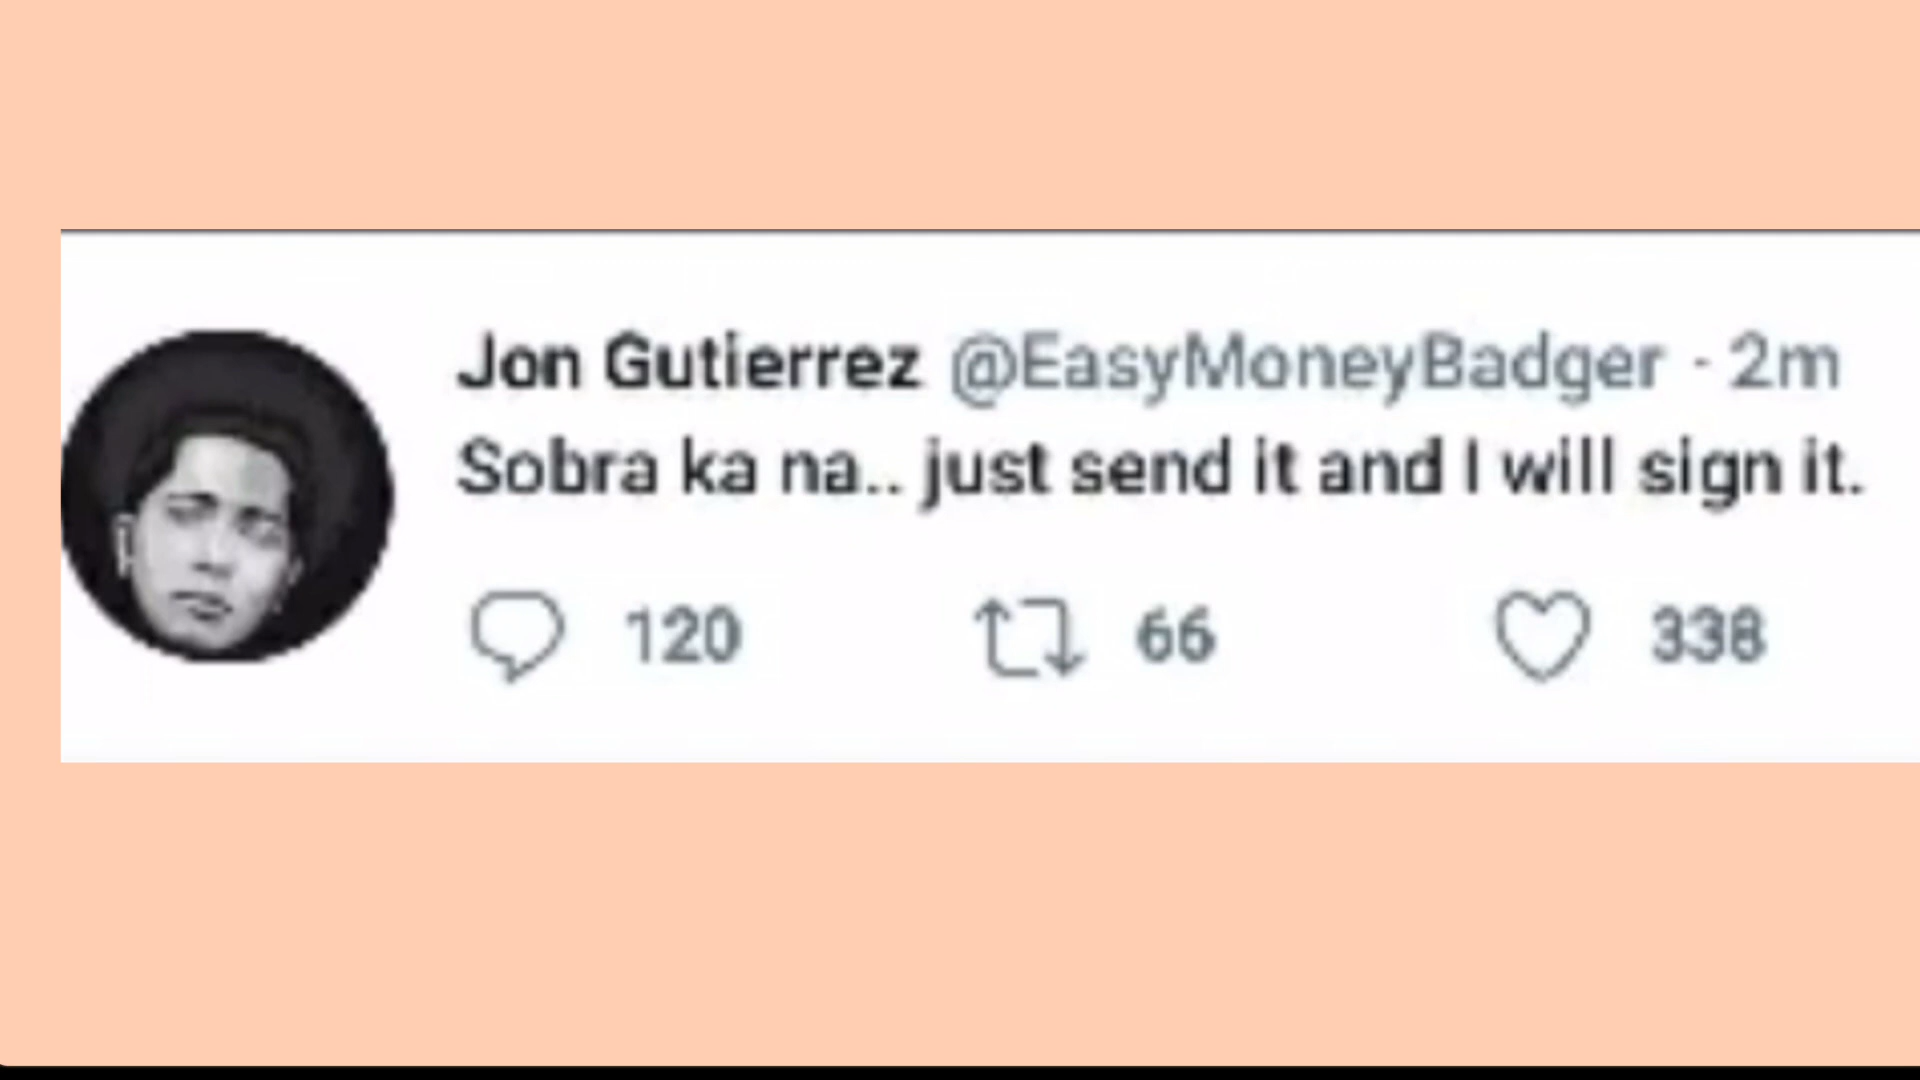 Jon Gutierrez @EasyMoneyBadger · 2m
Sobra ka na.. just send it and I will sign it.
120 66 338